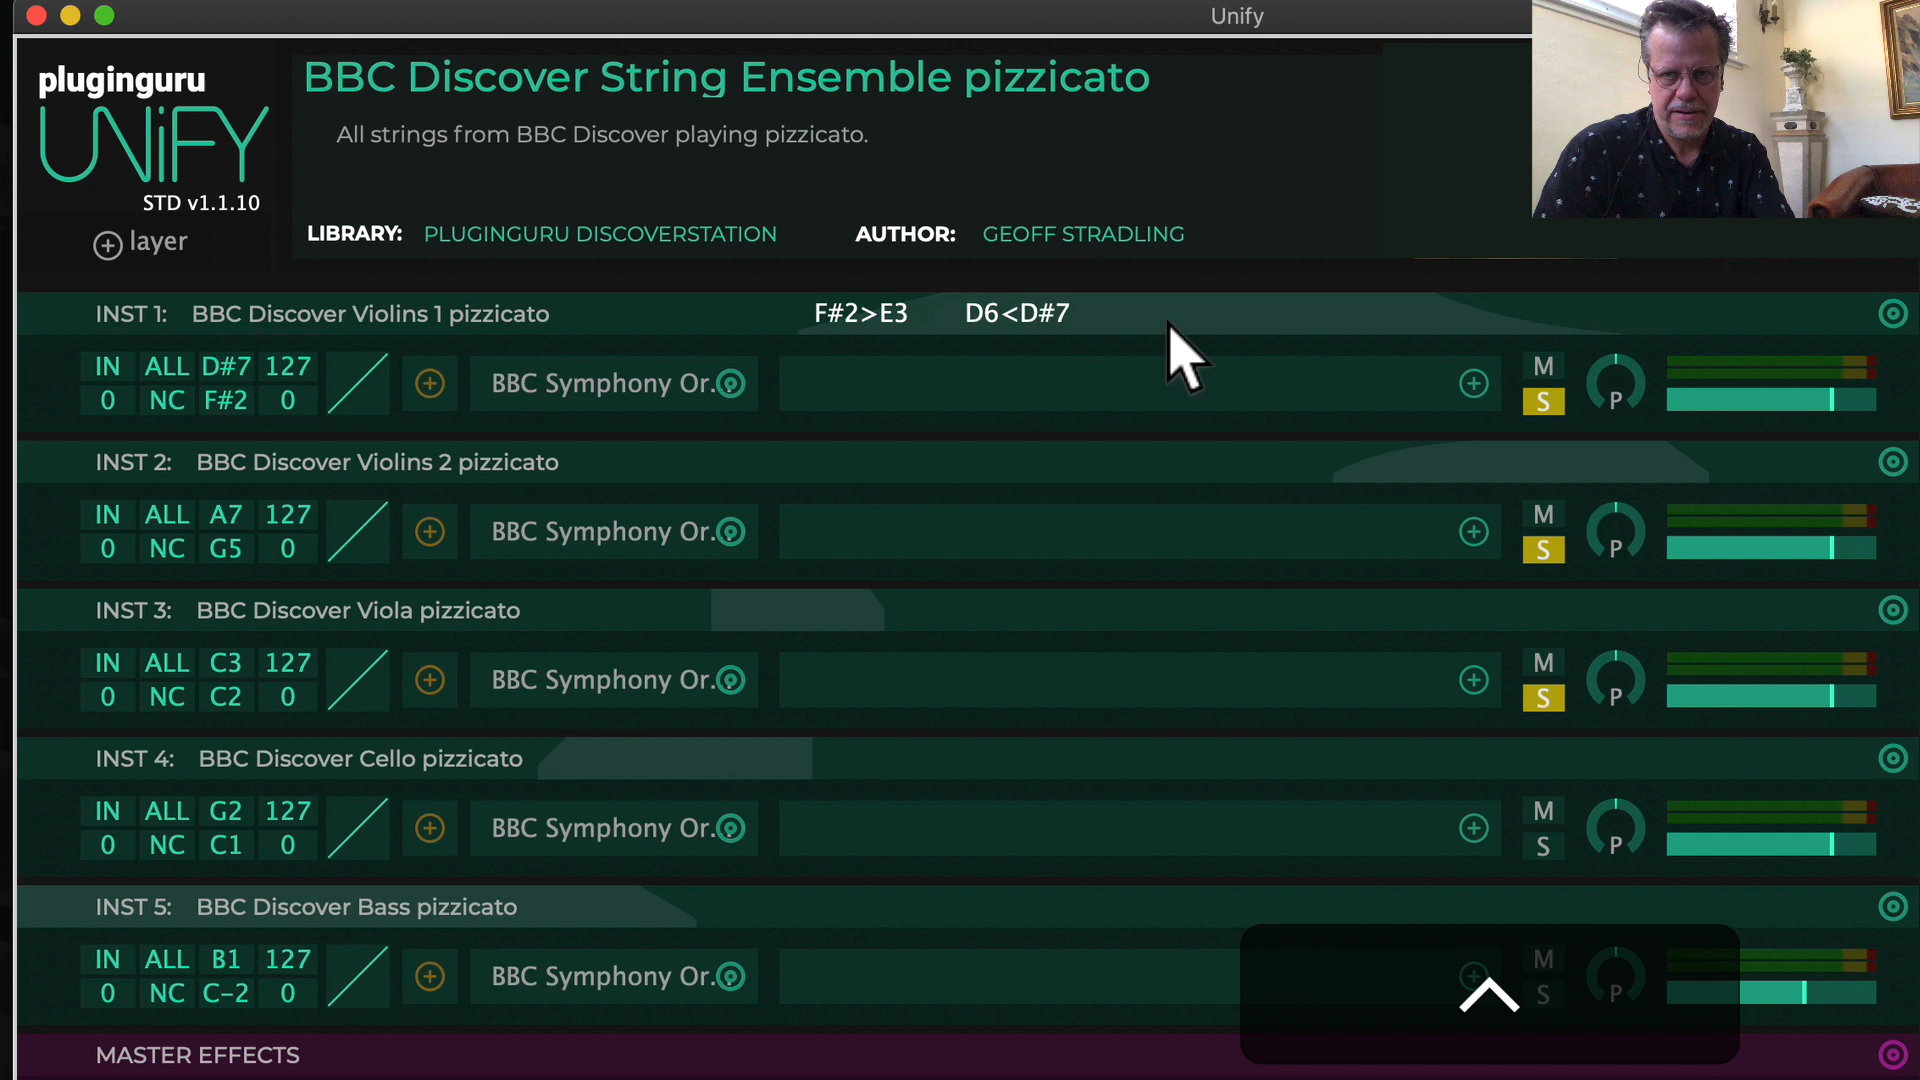 Unify
pluginguru
UNiFY
STD v1.1.10
layer
BBC Discover String Ensemble pizzicato
All strings from BBC Discover playing pizzicato.
LIBRARY: PLUGINGURU DISCOVERSTATION AUTHOR: GEOFF STRADLING
INST 1: BBC Discover Violins 1 pizzicato F#2>E3 D6<D#7
IN ALL D#7 127 BBC Symphony Or.. M
0 NC F#2 0 S P
INST 2: BBC Discover Violins 2 pizzicato
IN ALL A7 127 BBC Symphony Or.. M
0 NC G5 0 S P
INST 3: BBC Discover Viola pizzicato
IN ALL C3 127 BBC Symphony Or.. M
0 NC C2 0 S P
INST 4: BBC Discover Cello pizzicato
IN ALL G2 127 BBC Symphony Or.. M
0 NC C1 0 S P
INST 5: BBC Discover Bass pizzicato
IN ALL B1 127 BBC Symphony Or.. M
0 NC C-2 0 S P
MASTER EFFECTS